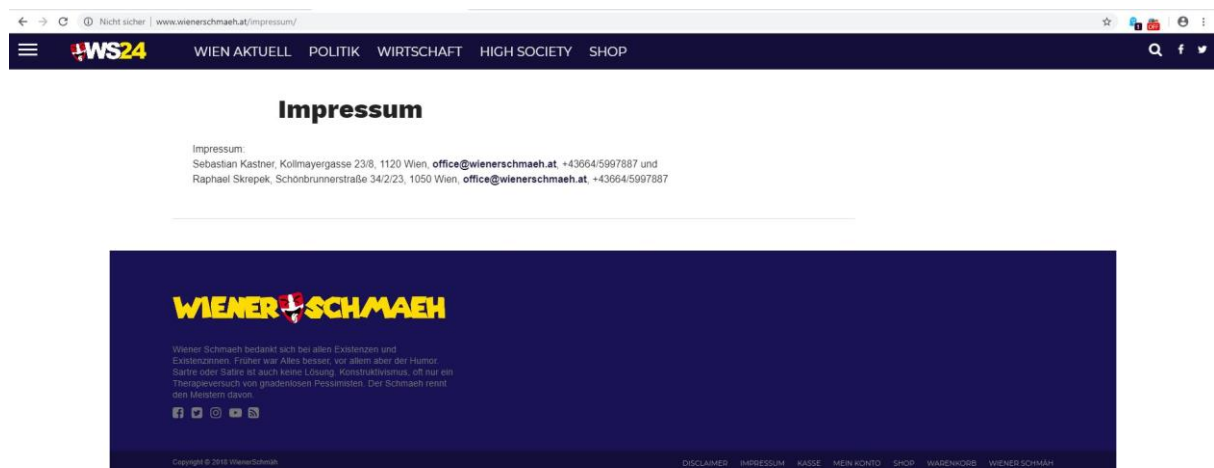 Nicht sicher | www.wienerschmaeh.at/impressum/
1
OFF
WS24
WIEN AKTUELL POLITIK WIRTSCHAFT HIGH SOCIETY SHOP
Impressum
Impressum:
Sebastian Kastner, Kollmayergasse 23/8, 1120 Wien, office@wienerschmaeh.at, +43664/5997887 und
Raphael Skrepek, Schönbrunnerstraße 34/2/23, 1050 Wien, office@wienerschmaeh.at, +43664/5997887
WIENER SCHMAEH
Wiener Schmaeh bedankt sich bei allen Existenzen und
Existenzinnen. Früher war Alles besser, vor allem aber der Humor.
Sartre oder Satire ist auch keine Lösung. Konstruktivismus, oft nur ein
Therapieversuch von gnadenlosen Pessimisten. Der Schmaeh rennt
den Meistern davon.
Copyright © 2018 WienerSchmäh
DISCLAIMER IMPRESSUM KASSE MEIN KONTO SHOP WARENKORB WIENER SCHMÄH